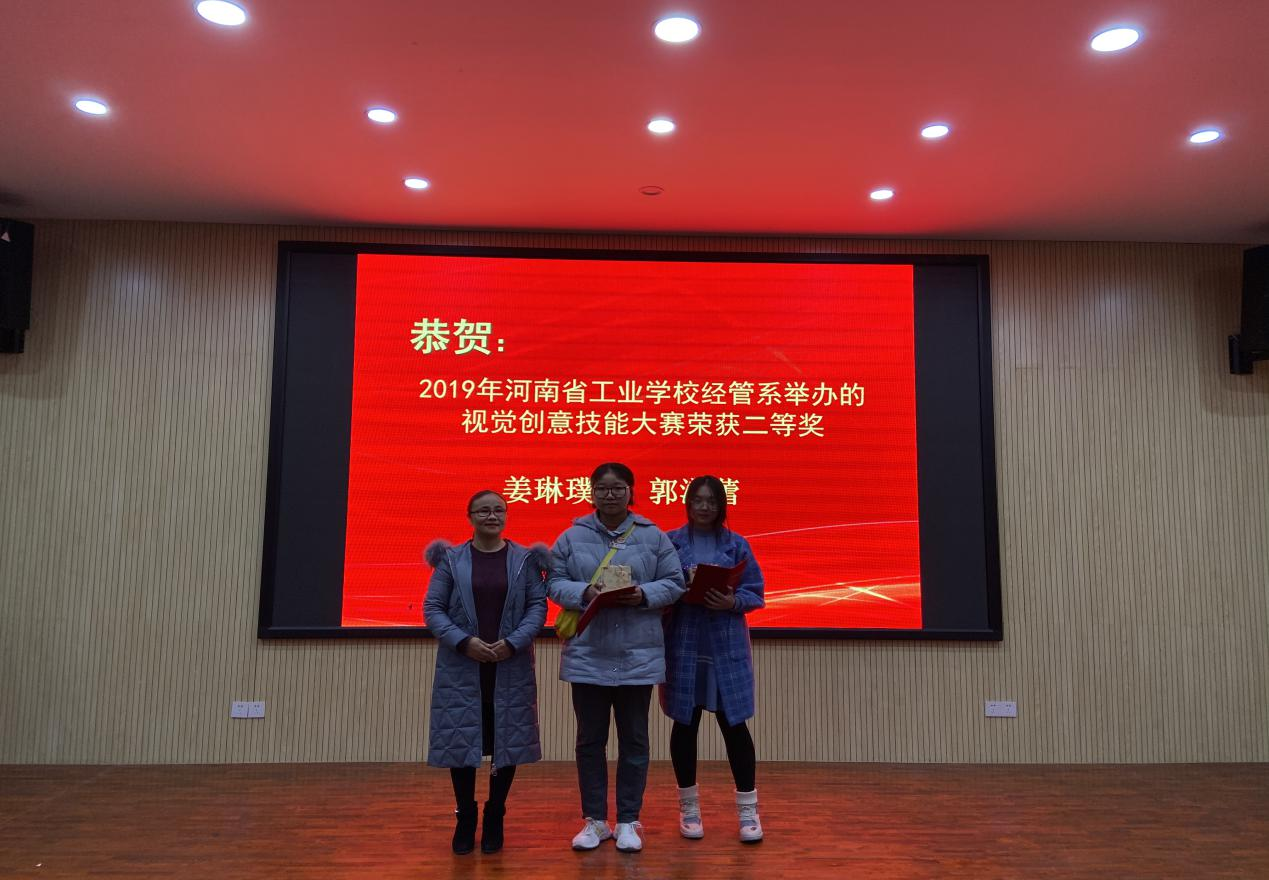 恭贺：
2019年河南省工业学校经管系举办的
视觉创意技能大赛荣获二等奖
姜琳璞 郭 蕾